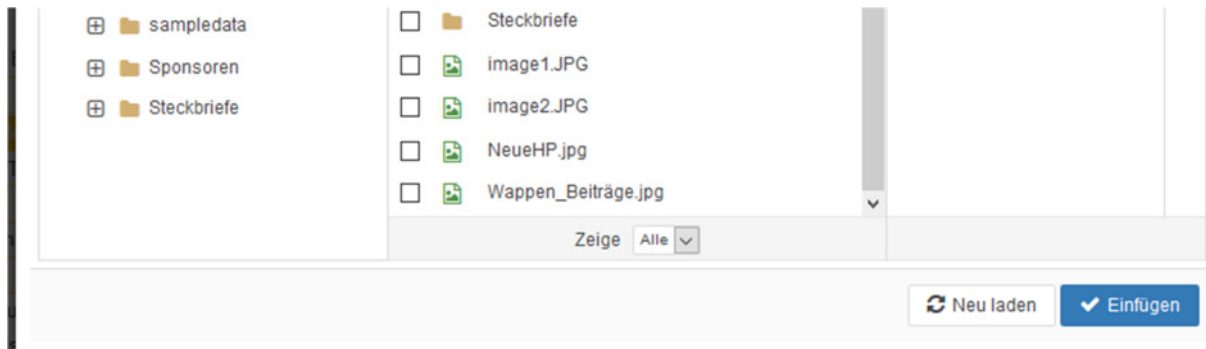 sampledata
Sponsoren
Steckbriefe
Steckbriefe
image1.JPG
image2.JPG
NeueHP.jpg
Wappen_Beiträge.jpg
Zeige Alle
Neu laden
Einfügen